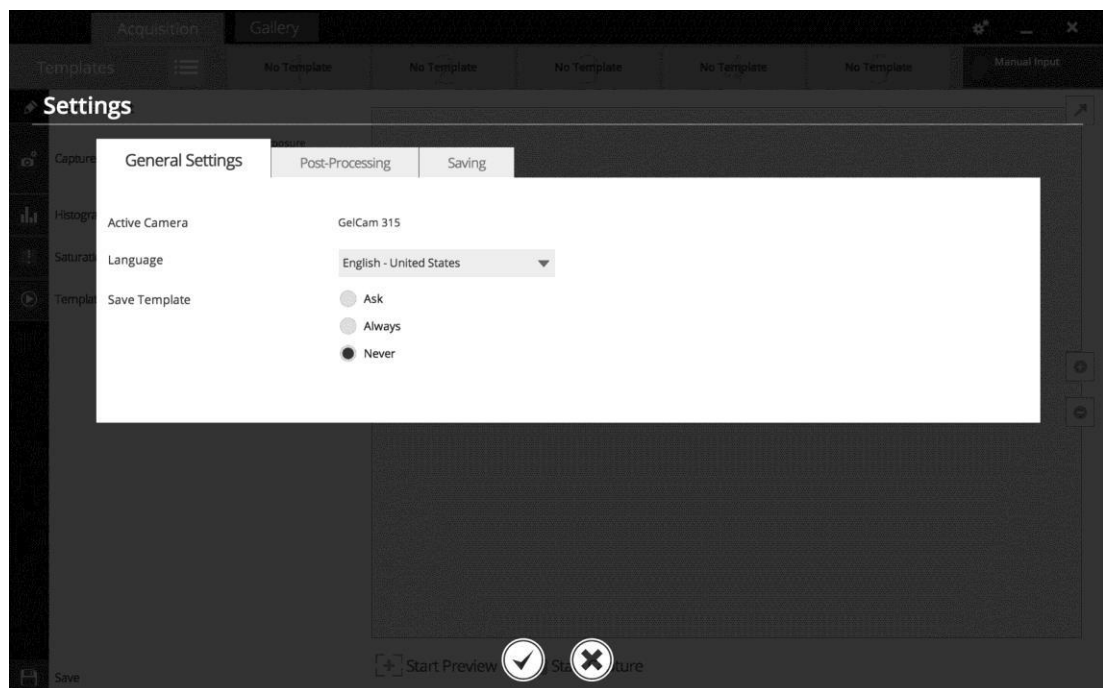 Acquisition Gallery
Templates No Template No Template No Template No Template No Template Manual Input
Settings
Capture
General Settings Post-Processing Saving
Active Camera GelCam 315
Language English - United States
Save Template Ask
Always
Never
Start Preview
Save